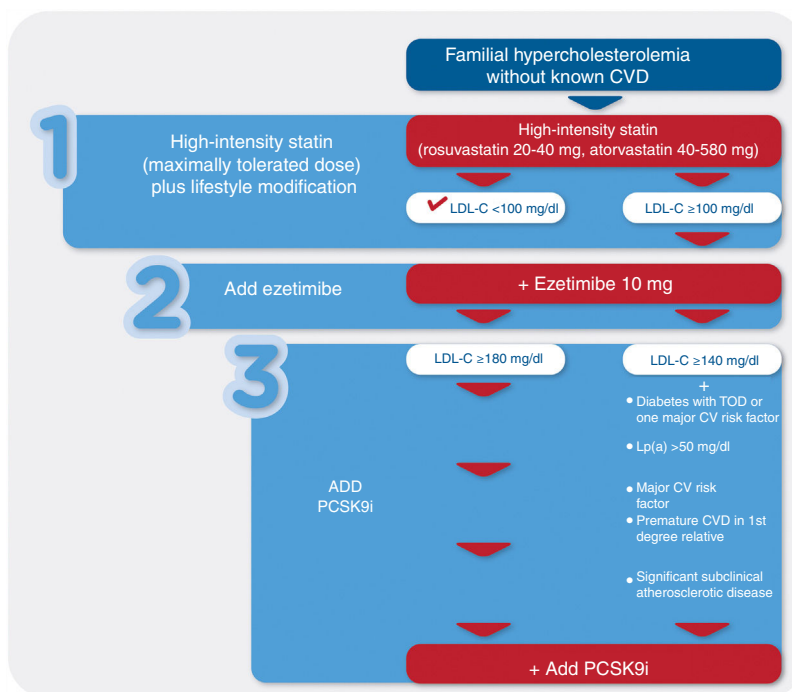 Familial hypercholesterolemia
without known CVD
1
High-intensity statin
(maximally tolerated dose)
plus lifestyle modification
High-intensity statin
(rosuvastatin 20-40 mg, atorvastatin 40-580 mg)
LDL-C <100 mg/dl
LDL-C ≥100 mg/dl
2
Add ezetimibe
+ Ezetimibe 10 mg
3
ADD
PCSK9i
LDL-C ≥180 mg/dl
LDL-C ≥140 mg/dl
+
• Diabetes with TOD or
one major CV risk factor
• Lp(a) >50 mg/dl
• Major CV risk
factor
• Premature CVD in 1st
degree relative
• Significant subclinical
atherosclerotic disease
+ Add PCSK9i